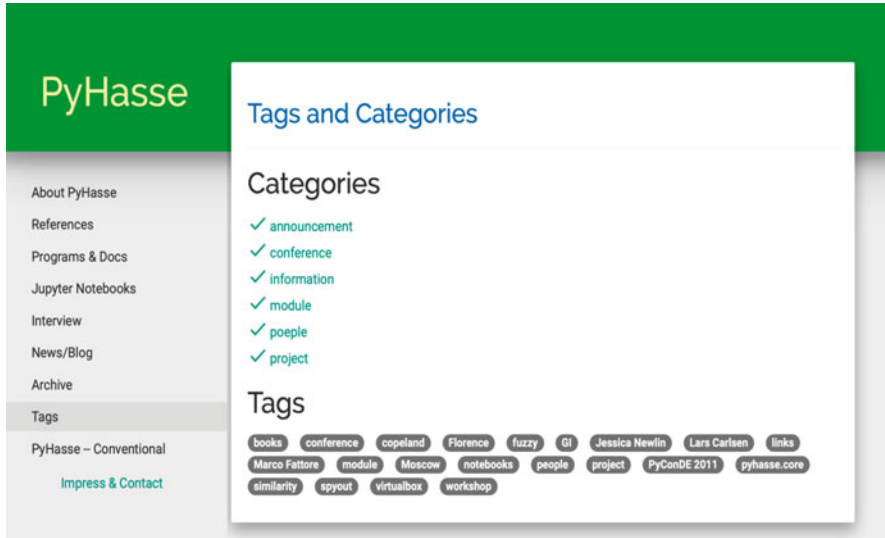 PyHasse
About PyHasse
References
Programs & Docs
Jupyter Notebooks
Interview
News/Blog
Archive
Tags
PyHasse – Conventional
Impress & Contact
Tags and Categories
Categories
announcement
conference
information
module
poeple
project
Tags
books conference copeland Florence fuzzy GI Jessica Newlin Lars Carlsen links
Marco Fattore module Moscow notebooks people project PyConDE 2011 pyhasse.core
similarity spyout virtualbox workshop